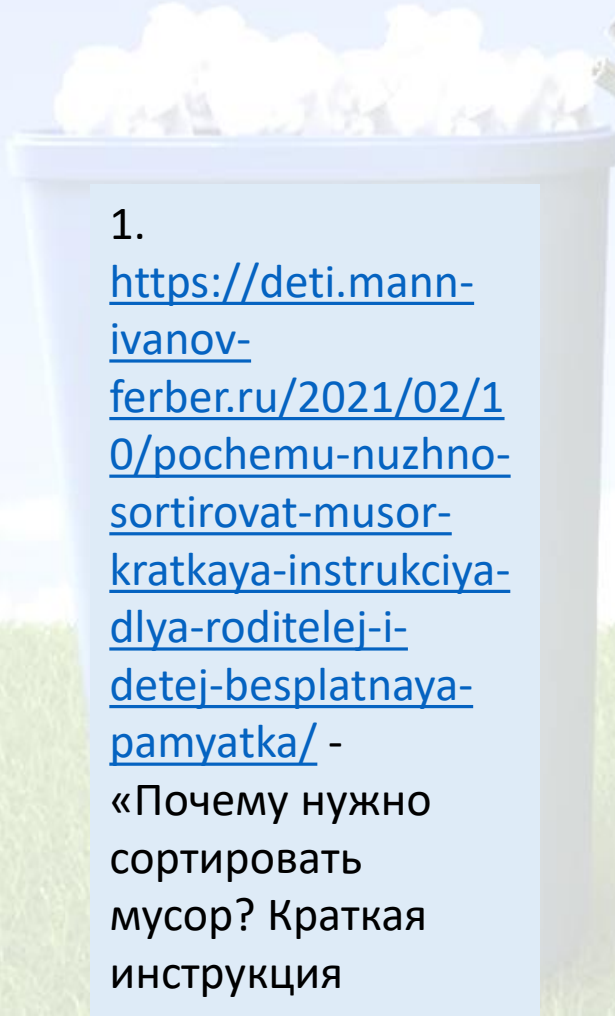 1.
https://deti.mann-
ivanov-
ferber.ru/2021/02/1
0/pochemu-nuzhno-
sortirovat-musor-
kratkaya-instrukciya-
dlya-roditelej-i-
detej-besplatnaya-
pamyatka/ -
«Почему нужно
сортировать
мусор? Краткая
инструкция